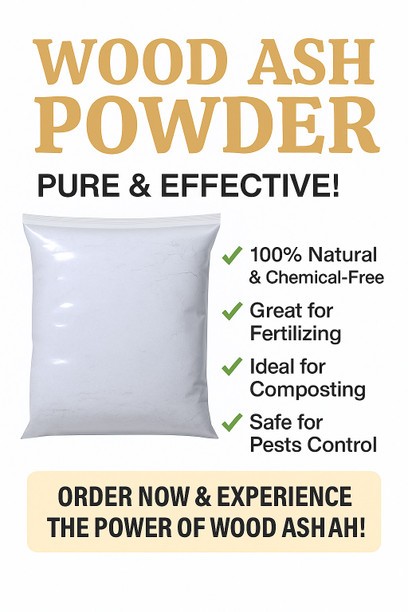 WOOD ASH
POWDER
PURE & EFFECTIVE!
100% Natural
& Chemical-Free
Great for
Fertilizing
Ideal for
Composting
Safe for
Pests Control
ORDER NOW & EXPERIENCE
THE POWER OF WOOD ASH AH!